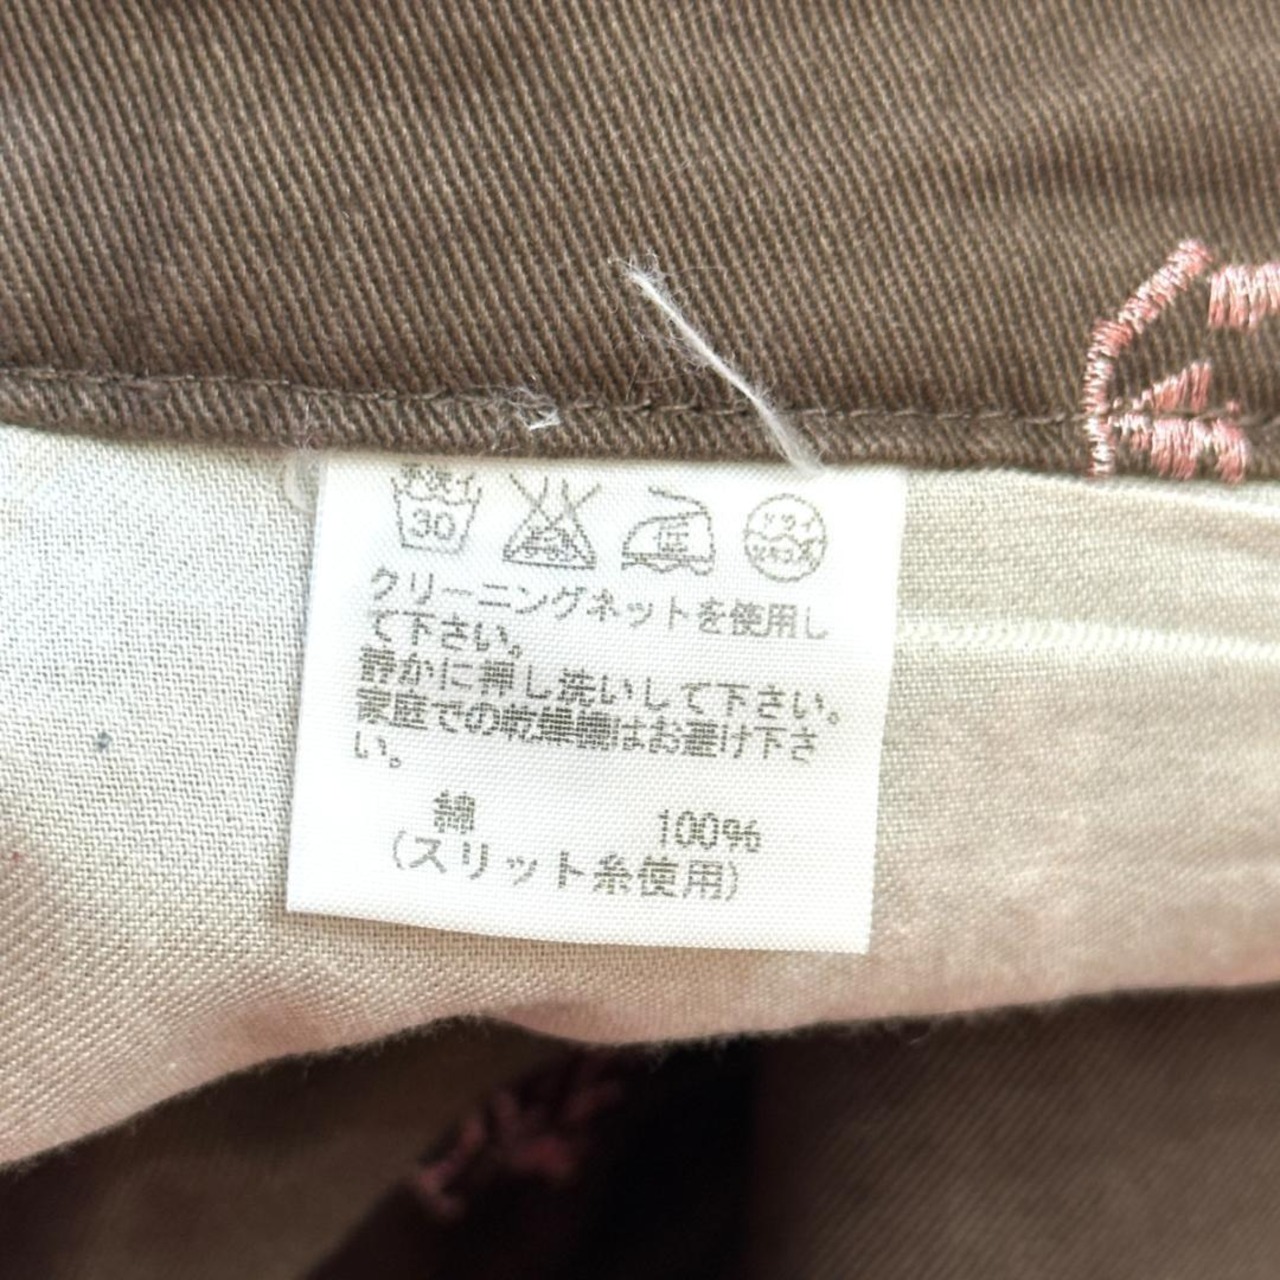 30
低
クリーニングネットを使用し
て下さい。
静かに押し洗いして下さい。
家庭での乾燥機はお避け下さ
い。
綿 100%
(スリット糸使用)